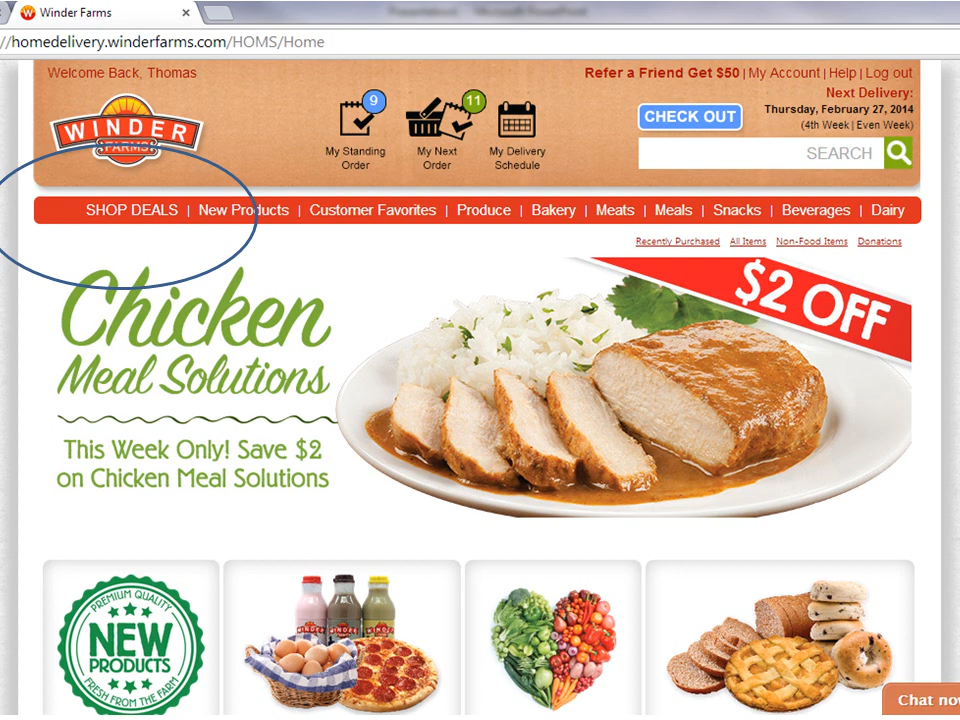 Winder Farms
//homedelivery.winderfarms.com/HOMS/Home
Welcome Back, Thomas
Refer a Friend Get $50 | My Account | Help | Log out
Next Delivery:
Thursday, February 27, 2014
(4th Week | Even Week)
WINDER
FARMS
9
My Standing
Order
11
My Next
Order
My Delivery
Schedule
CHECK OUT
SEARCH
SHOP DEALS | New Products | Customer Favorites | Produce | Bakery | Meats | Meals | Snacks | Beverages | Dairy
Recently Purchased All Items Non-Food Items Donations
Chicken
Meal Solutions
This Week Only! Save $2
on Chicken Meal Solutions
$2 OFF
PREMIUM QUALITY
NEW
PRODUCTS
FRESH FROM THE FARM
WINDER WINDER WINDER
Chat now